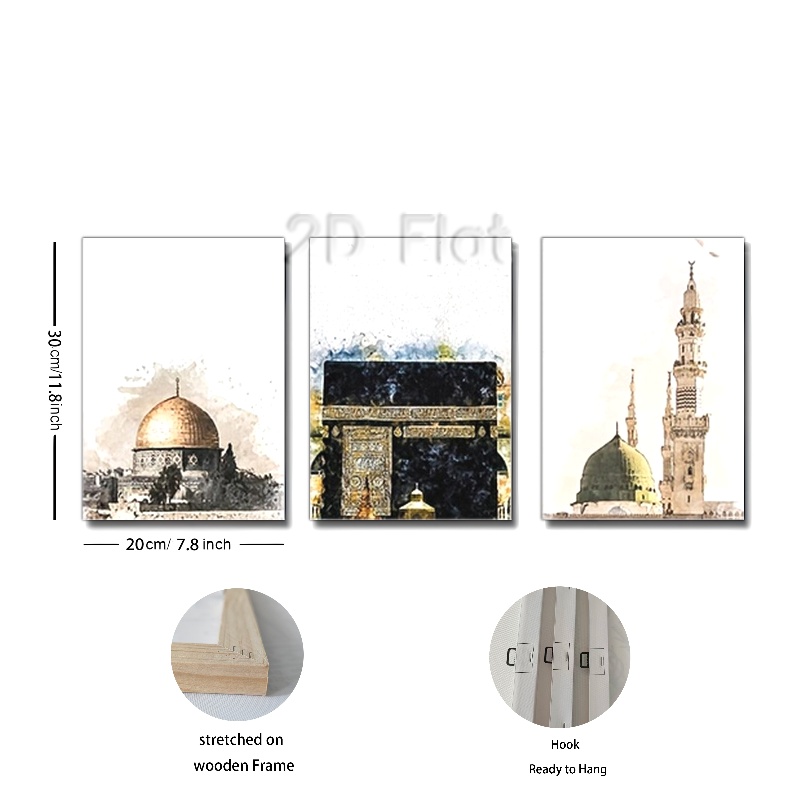 2D Flat
30cm/11.8inch
20cm/ 7.8 inch
stretched on
wooden Frame
Hook
Ready to Hang